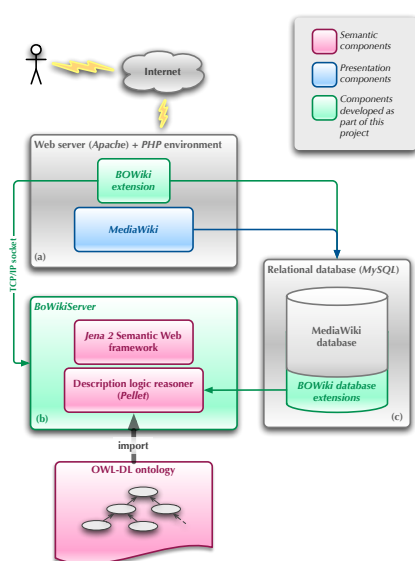 Semantic
components
Presentation
components
Components
developed as
part of this
project
Internet
Web server (Apache) + PHP environment
BOWiki
extension
MediaWiki
(a)
TCP/IP socket
Relational database (MySQL)
MediaWiki
database
BOWiki database
extensions
(c)
BoWikiServer
Jena 2 Semantic Web
framework
Description logic reasoner
(Pellet)
(b)
import
OWL-DL ontology